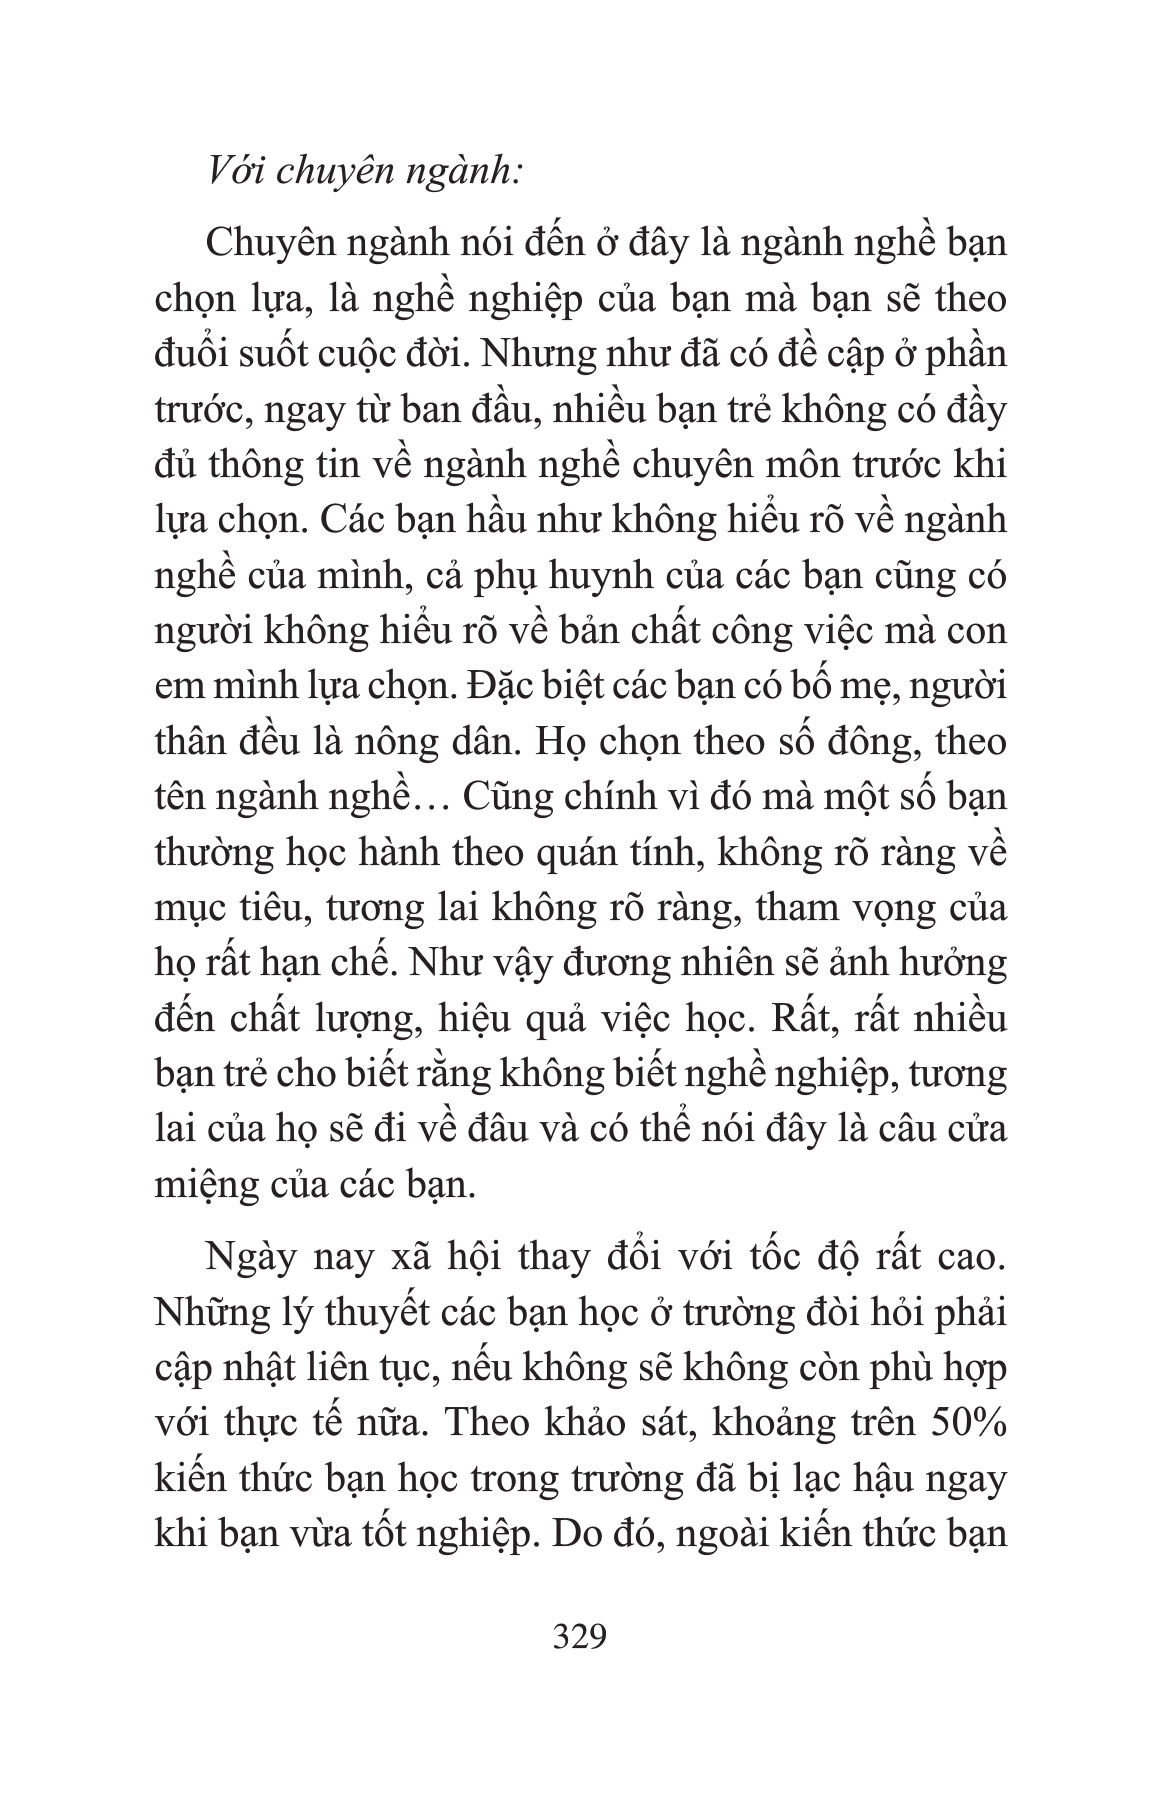 Với chuyên ngành:
Chuyên ngành nói đến ở đây là ngành nghề bạn
chọn lựa, là nghề nghiệp của bạn mà bạn sẽ theo
đuổi suốt cuộc đời. Nhưng như đã có đề cập ở phần
trước, ngay từ ban đầu, nhiều bạn trẻ không có đầy
đủ thông tin về ngành nghề chuyên môn trước khi
lựa chọn. Các bạn hầu như không hiểu rõ về ngành
nghề của mình, cả phụ huynh của các bạn cũng có
người không hiểu rõ về bản chất công việc mà con
em mình lựa chọn. Đặc biệt các bạn có bố mẹ, người
thân đều là nông dân. Họ chọn theo số đông, theo
tên ngành nghề… Cũng chính vì đó mà một số bạn
thường học hành theo quán tính, không rõ ràng về
mục tiêu, tương lai không rõ ràng, tham vọng của
họ rất hạn chế. Như vậy đương nhiên sẽ ảnh hưởng
đến chất lượng, hiệu quả việc học. Rất, rất nhiều
bạn trẻ cho biết rằng không biết nghề nghiệp, tương
lai của họ sẽ đi về đâu và có thể nói đây là câu cửa
miệng của các bạn.
Ngày nay xã hội thay đổi với tốc độ rất cao.
Những lý thuyết các bạn học ở trường đòi hỏi phải
cập nhật liên tục, nếu không sẽ không còn phù hợp
với thực tế nữa. Theo khảo sát, khoảng trên 50%
kiến thức bạn học trong trường đã bị lạc hậu ngay
khi bạn vừa tốt nghiệp. Do đó, ngoài kiến thức bạn
329